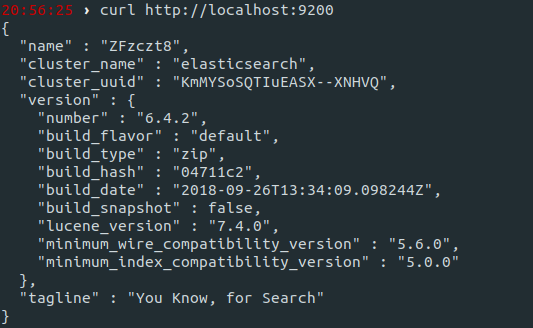 20:56:25 › curl http://localhost:9200
{
  "name" : "ZFzczt8",
  "cluster_name" : "elasticsearch",
  "cluster_uuid" : "KmMYSoSQTIuEASX--XNHVQ",
  "version" : {
    "number" : "6.4.2",
    "build_flavor" : "default",
    "build_type" : "zip",
    "build_hash" : "04711c2",
    "build_date" : "2018-09-26T13:34:09.098244Z",
    "build_snapshot" : false,
    "lucene_version" : "7.4.0",
    "minimum_wire_compatibility_version" : "5.6.0",
    "minimum_index_compatibility_version" : "5.0.0"
  },
  "tagline" : "You Know, for Search"
}